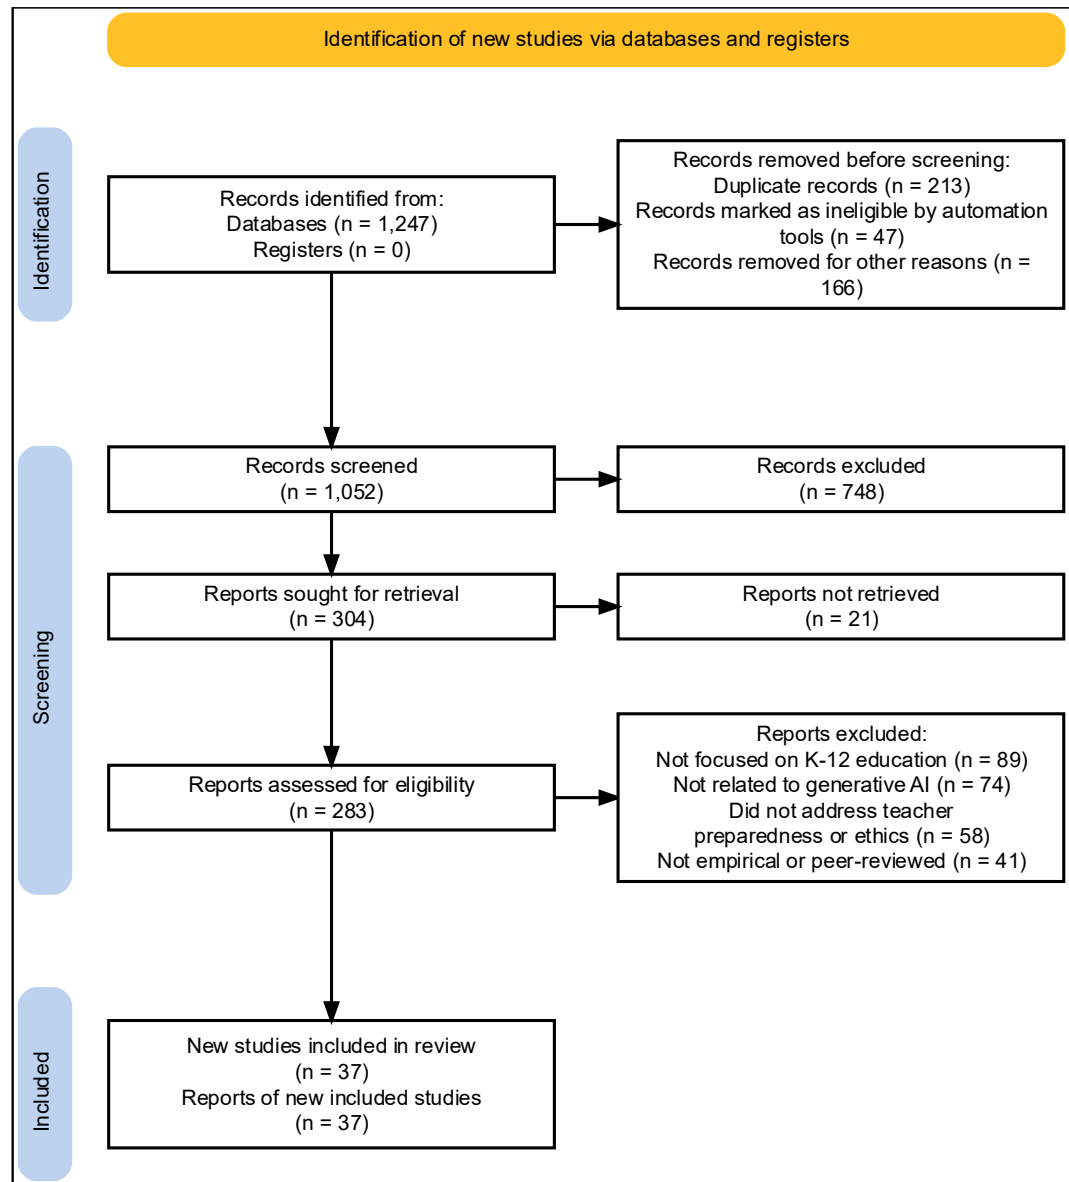 Identification of new studies via databases and registers
Identification
Records identified from:
Databases (n = 1,247)
Registers (n = 0)
Records removed before screening:
Duplicate records (n = 213)
Records marked as ineligible by automation
tools (n = 47)
Records removed for other reasons (n =
166)
Screening
Records screened
(n = 1,052)
Records excluded
(n = 748)
Reports sought for retrieval
(n = 304)
Reports not retrieved
(n = 21)
Reports assessed for eligibility
(n = 283)
Reports excluded:
Not focused on K-12 education (n = 89)
Not related to generative AI (n = 74)
Did not address teacher
preparedness or ethics (n = 58)
Not empirical or peer-reviewed (n = 41)
Included
New studies included in review
(n = 37)
Reports of new included studies
(n = 37)